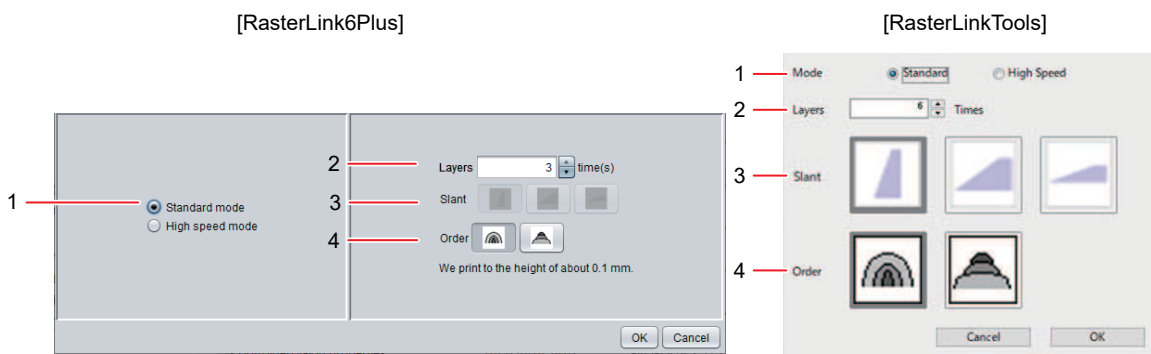 [RasterLink6Plus]
1
Standard mode
High speed mode
2
Layers 3 time(s)
3
Slant
4
Order
We print to the height of about 0.1 mm.
OK Cancel
[RasterLinkTools]
1
Mode Standard High Speed
2
Layers 6 Times
3
Slant
4
Order
Cancel OK